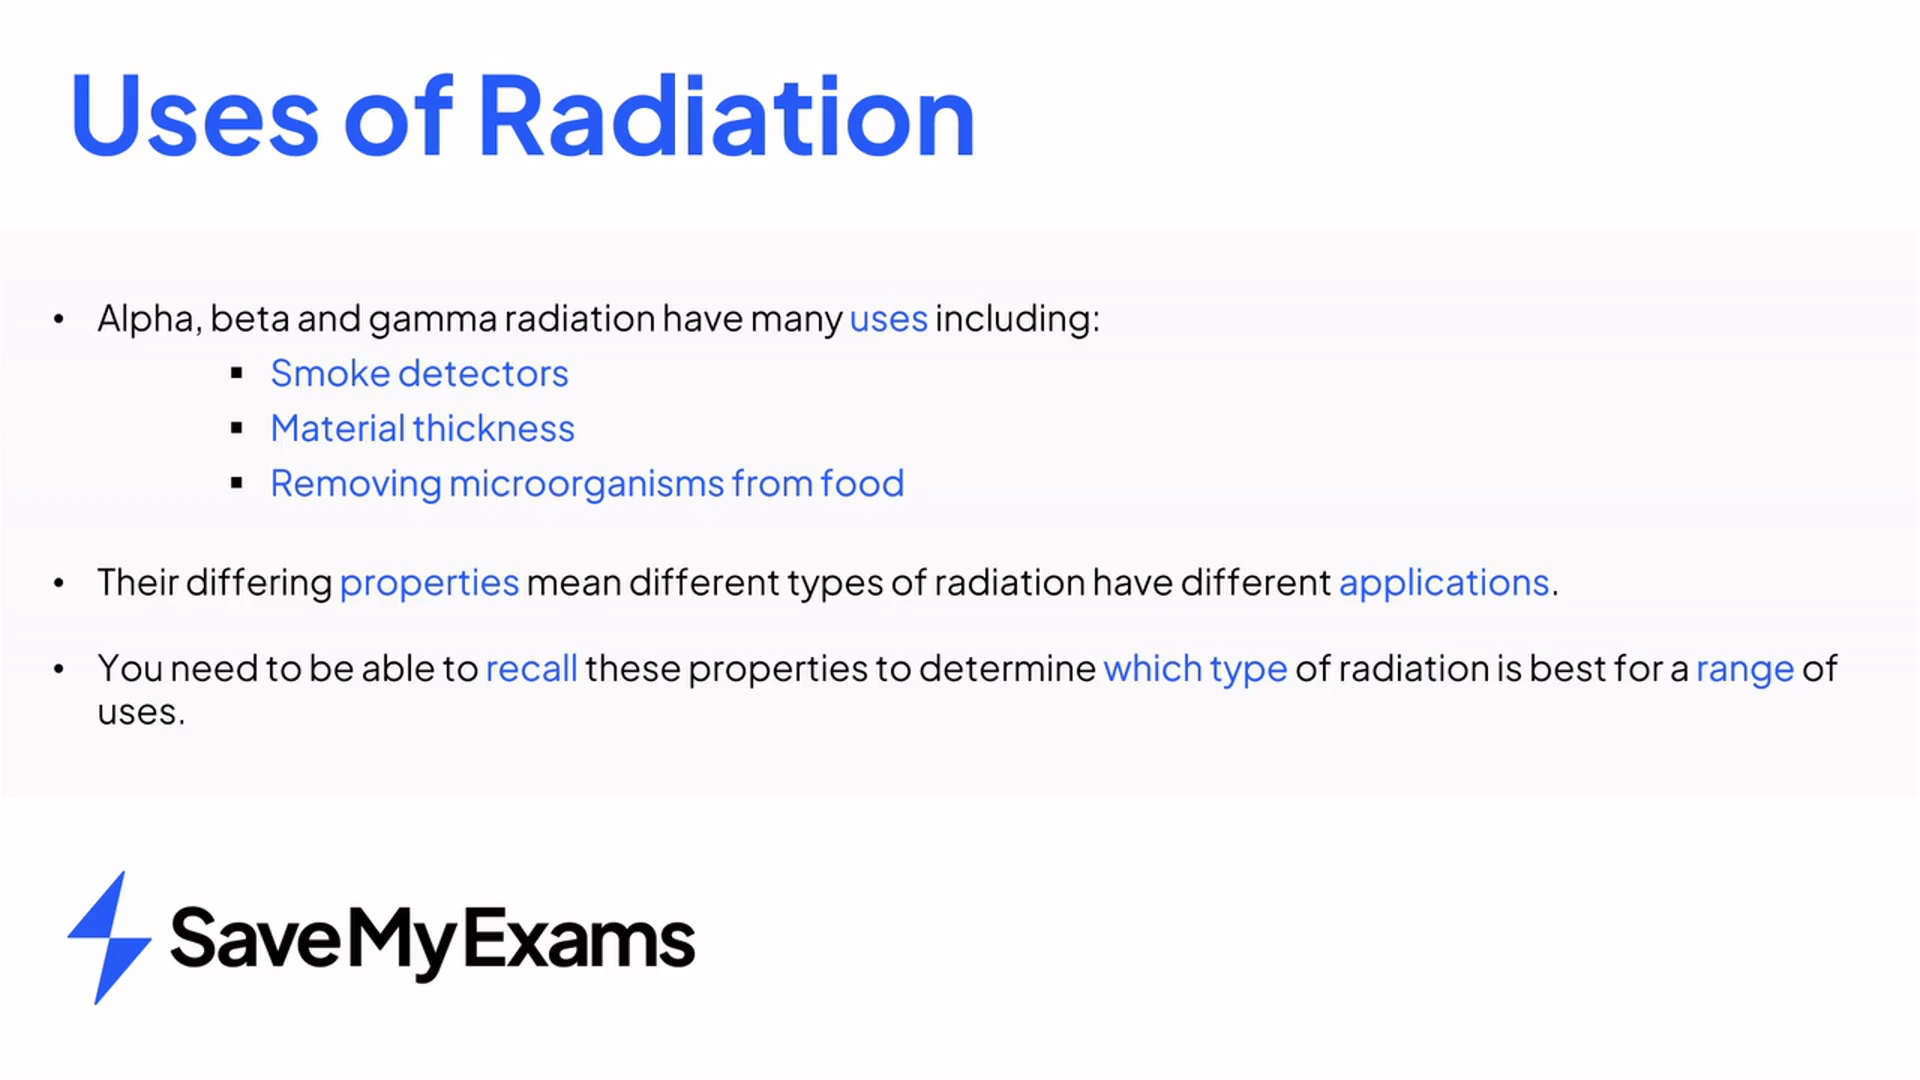 Uses of Radiation
• Alpha, beta and gamma radiation have many uses including:
▪ Smoke detectors
▪ Material thickness
▪ Removing microorganisms from food
• Their differing properties mean different types of radiation have different applications.
• You need to be able to recall these properties to determine which type of radiation is best for a range of
uses.
SaveMyExams